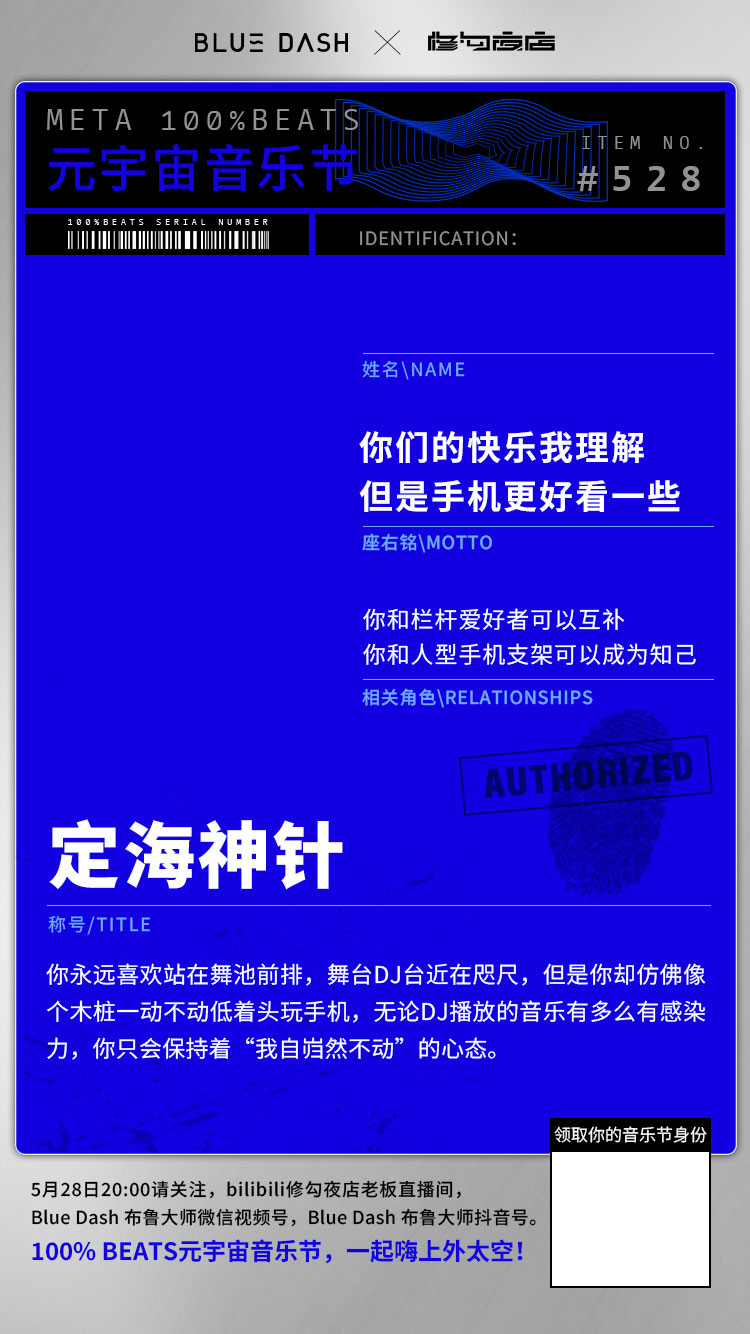 BLUE DASH × 修勾夜店
META 100%BEATS
元宇宙音乐节
ITEM NO.
#528
100%BEATS SERIAL NUMBER
IDENTIFICATION:
姓名\NAME
你们的快乐我理解
但是手机更好看一些
座右铭\MOTTO
你和栏杆爱好者可以互补
你和人型手机支架可以成为知己
相关角色\RELATIONSHIPS
AUTHORIZED
定海神针
称号/TITLE
你永远喜欢站在舞池前排，舞台DJ台近在咫尺，但是你却仿佛像
个木桩一动不动低着头玩手机，无论DJ播放的音乐有多么有感染
力，你只会保持着“我自岿然不动”的心态。
领取你的音乐节身份
5月28日20:00请关注，bilibili修勾夜店老板直播间，
Blue Dash 布鲁大师微信视频号，Blue Dash 布鲁大师抖音号。
100% BEATS元宇宙音乐节，一起嗨上外太空！